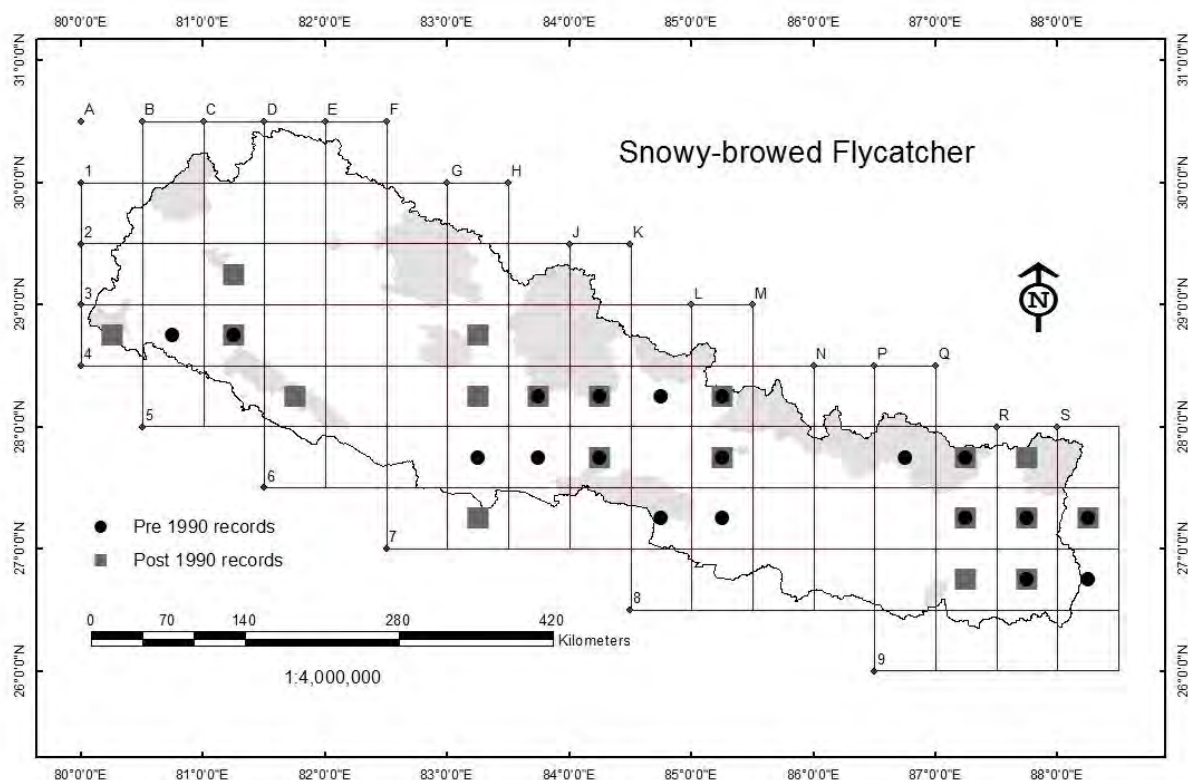 80°0'0"E 81°0'0"E 82°0'0"E 83°0'0"E 84°0'0"E 85°0'0"E 86°0'0"E 87°0'0"E 88°0'0"E
31°0'0"N 31°0'0"N
A B C D E F
Snowy-browed Flycatcher
30°0'0"N 1 G H 30°0'0"N
2 J K
29°0'0"N 3 L M N 29°0'0"N
4 N P Q
28°0'0"N 5 R S 28°0'0"N
6
Pre 1990 records
27°0'0"N 7 27°0'0"N
Post 1990 records
8
0 70 140 280 420
Kilometers
26°0'0"N 9 26°0'0"N
1:4,000,000
80°0'0"E 81°0'0"E 82°0'0"E 83°0'0"E 84°0'0"E 85°0'0"E 86°0'0"E 87°0'0"E 88°0'0"E